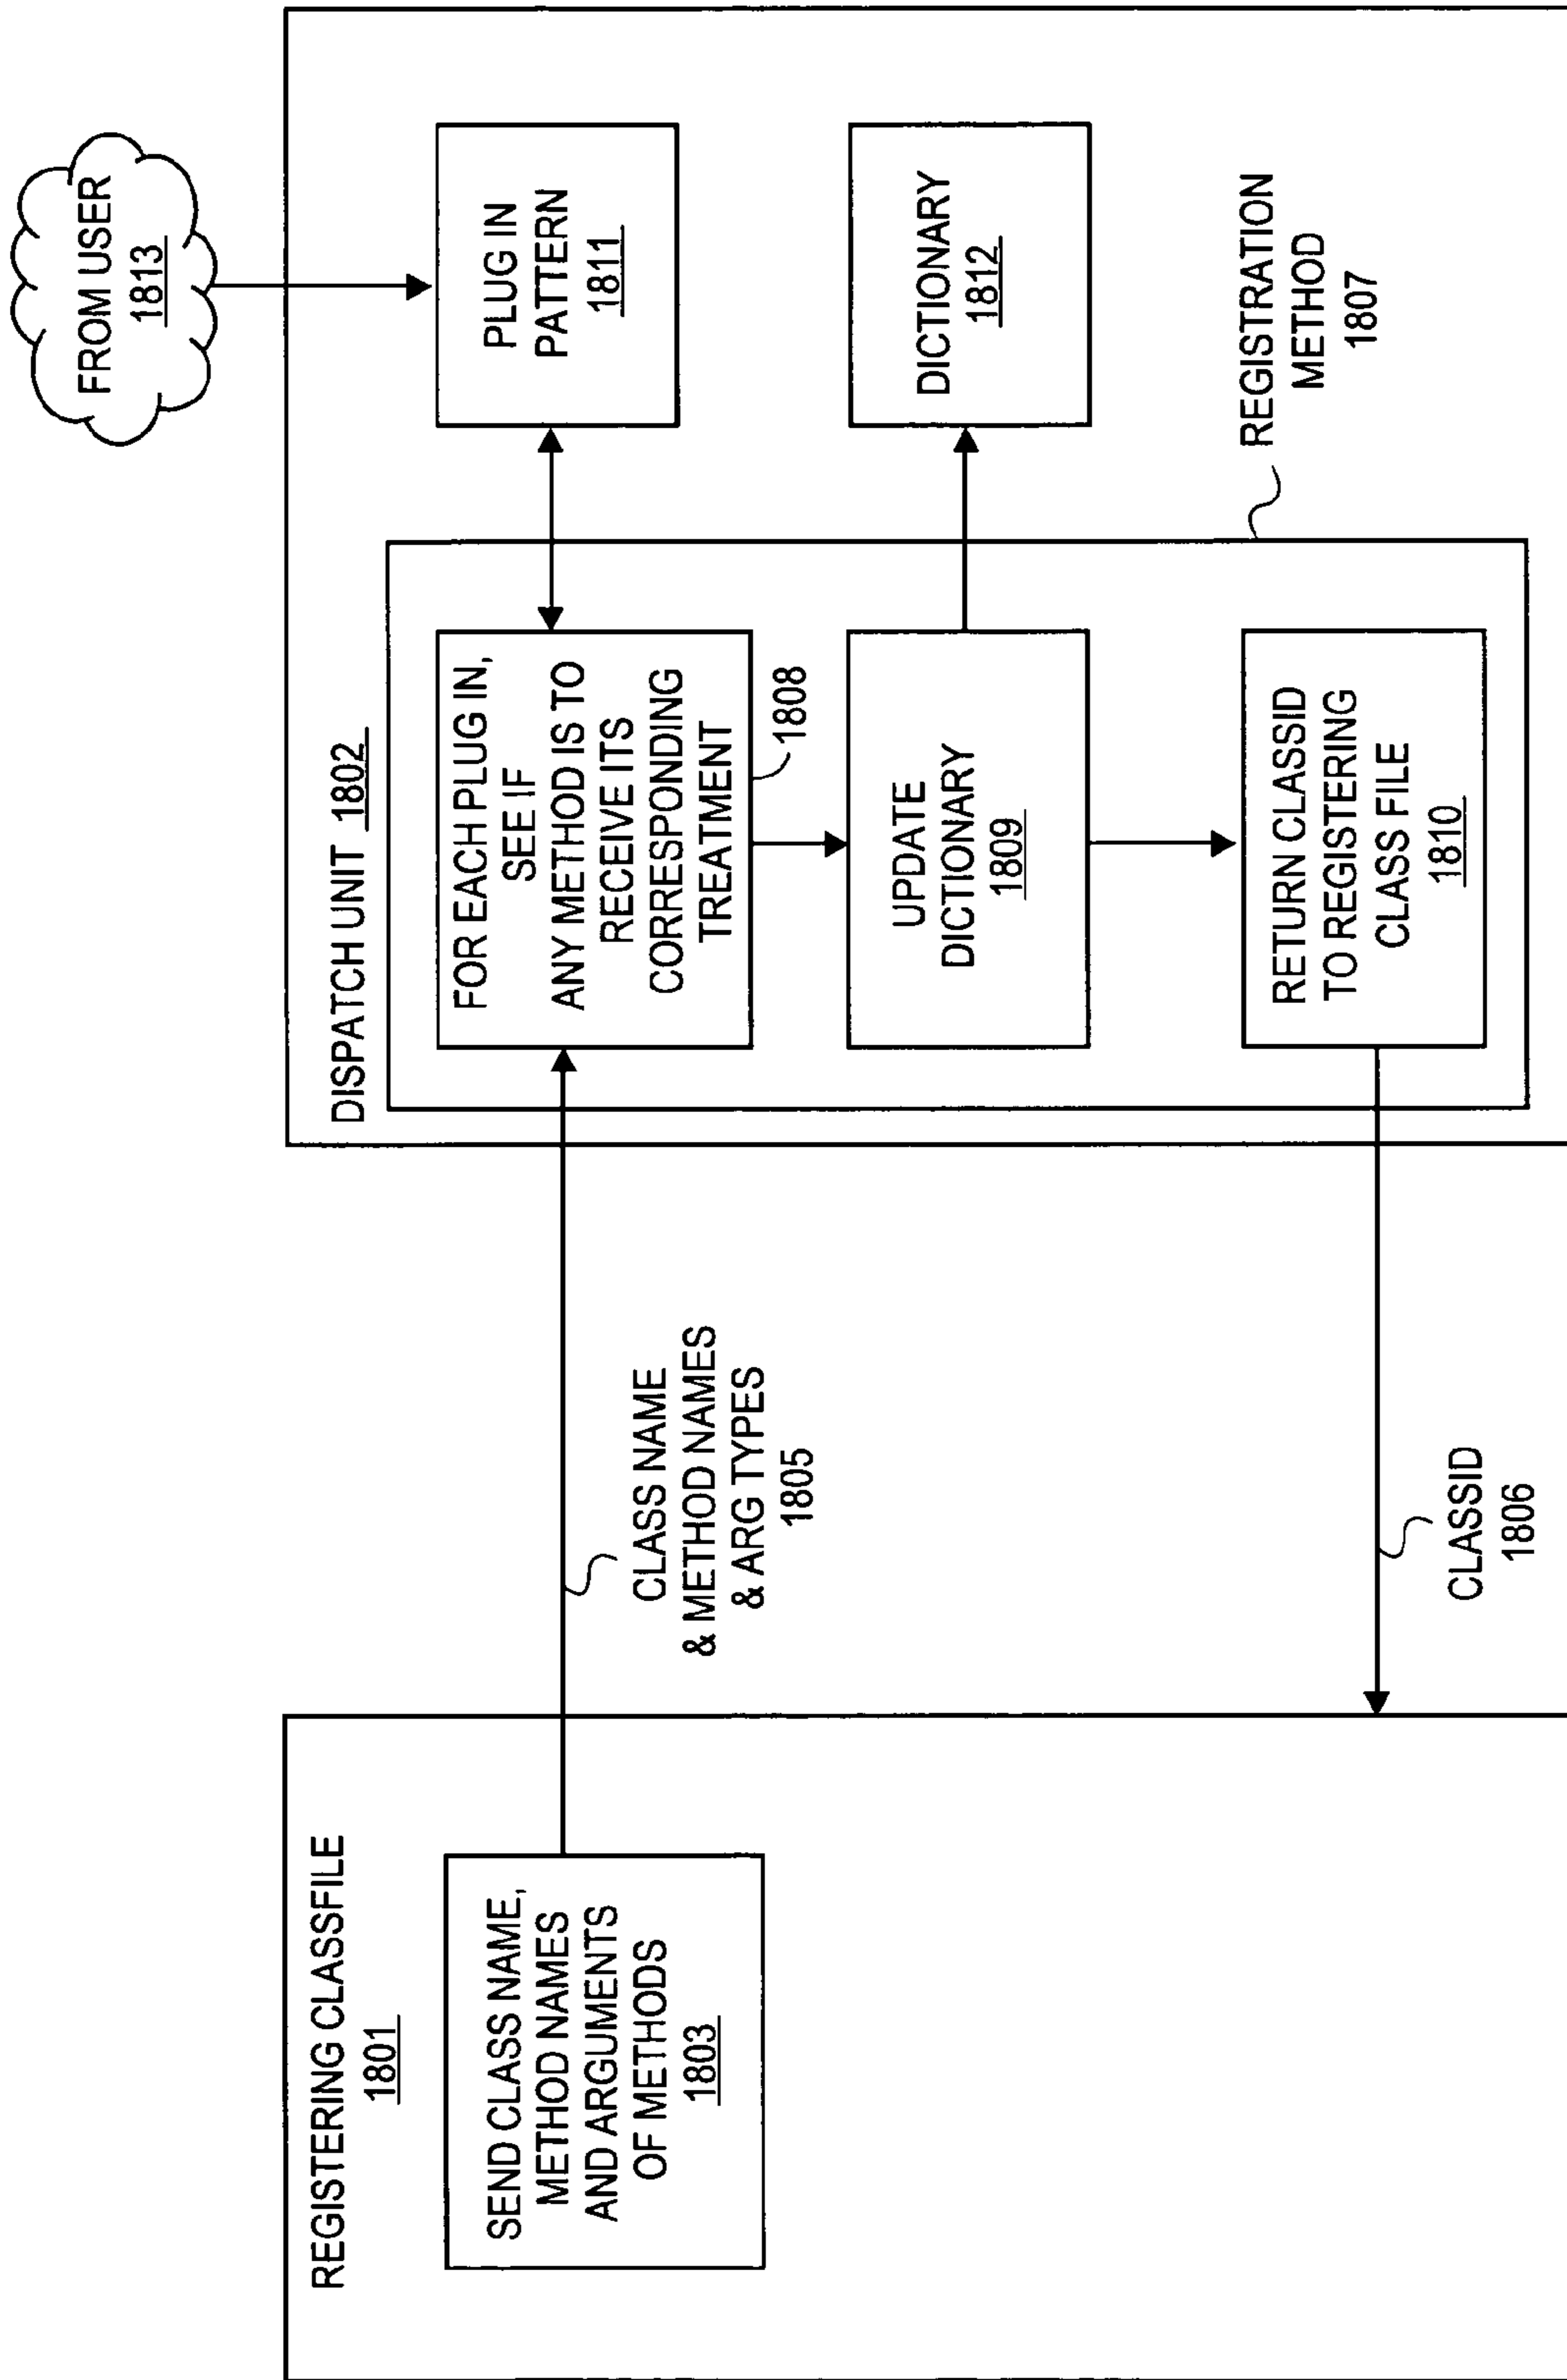 REGISTERING CLASSFILE
1801
SEND CLASS NAME,
METHOD NAMES
AND ARGUMENTS
OF METHODS
1803
CLASS NAME
& METHOD NAMES
& ARG TYPES
1805
CLASSID
1806
DISPATCH UNIT 1802
FOR EACH PLUG IN,
SEE IF
ANY METHOD IS TO
RECEIVE ITS
CORRESPONDING
TREATMENT
1808
UPDATE
DICTIONARY
1809
RETURN CLASSID
TO REGISTERING
CLASS FILE
1810
FROM USER
1813
PLUG IN
PATTERN
1811
DICTIONARY
1812
REGISTRATION
METHOD
1807